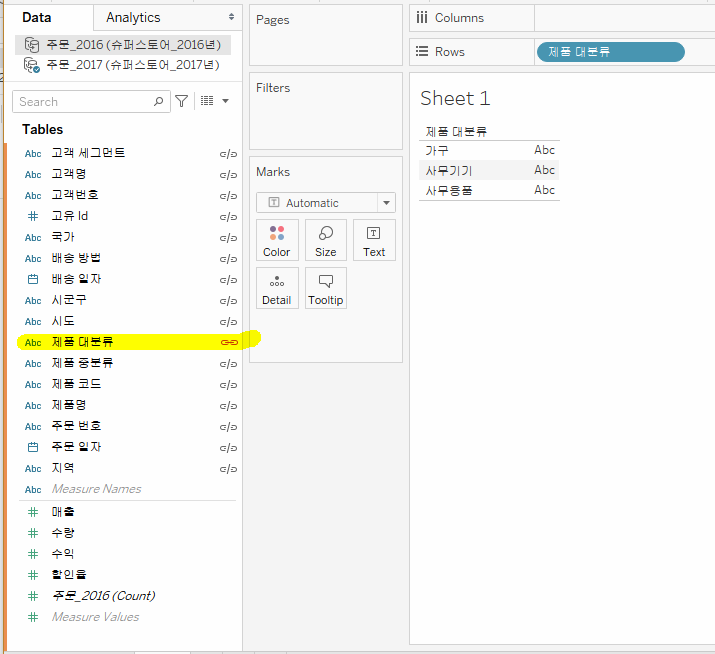 Data
Analytics
주문_2016 (슈퍼스토어_2016년)
주문_2017 (슈퍼스토어_2017년)
Search
Tables
Abc 고객 세그먼트
Abc 고객명
Abc 고객번호
# 고유 Id
Abc 국가
Abc 배송 방법
배송 일자
Abc 시군구
Abc 시도
Abc 제품 대분류
Abc 제품 중분류
Abc 제품 코드
Abc 제품명
Abc 주문 번호
주문 일자
Abc 지역
Abc Measure Names
# 매출
# 수량
# 수익
# 할인율
# 주문_2016 (Count)
# Measure Values
Pages
Filters
Marks
T Automatic
Color
Size
T Text
Detail
Tooltip
Columns
Rows
제품 대분류
Sheet 1
제품 대분류
가구 Abc
사무기기 Abc
사무용품 Abc